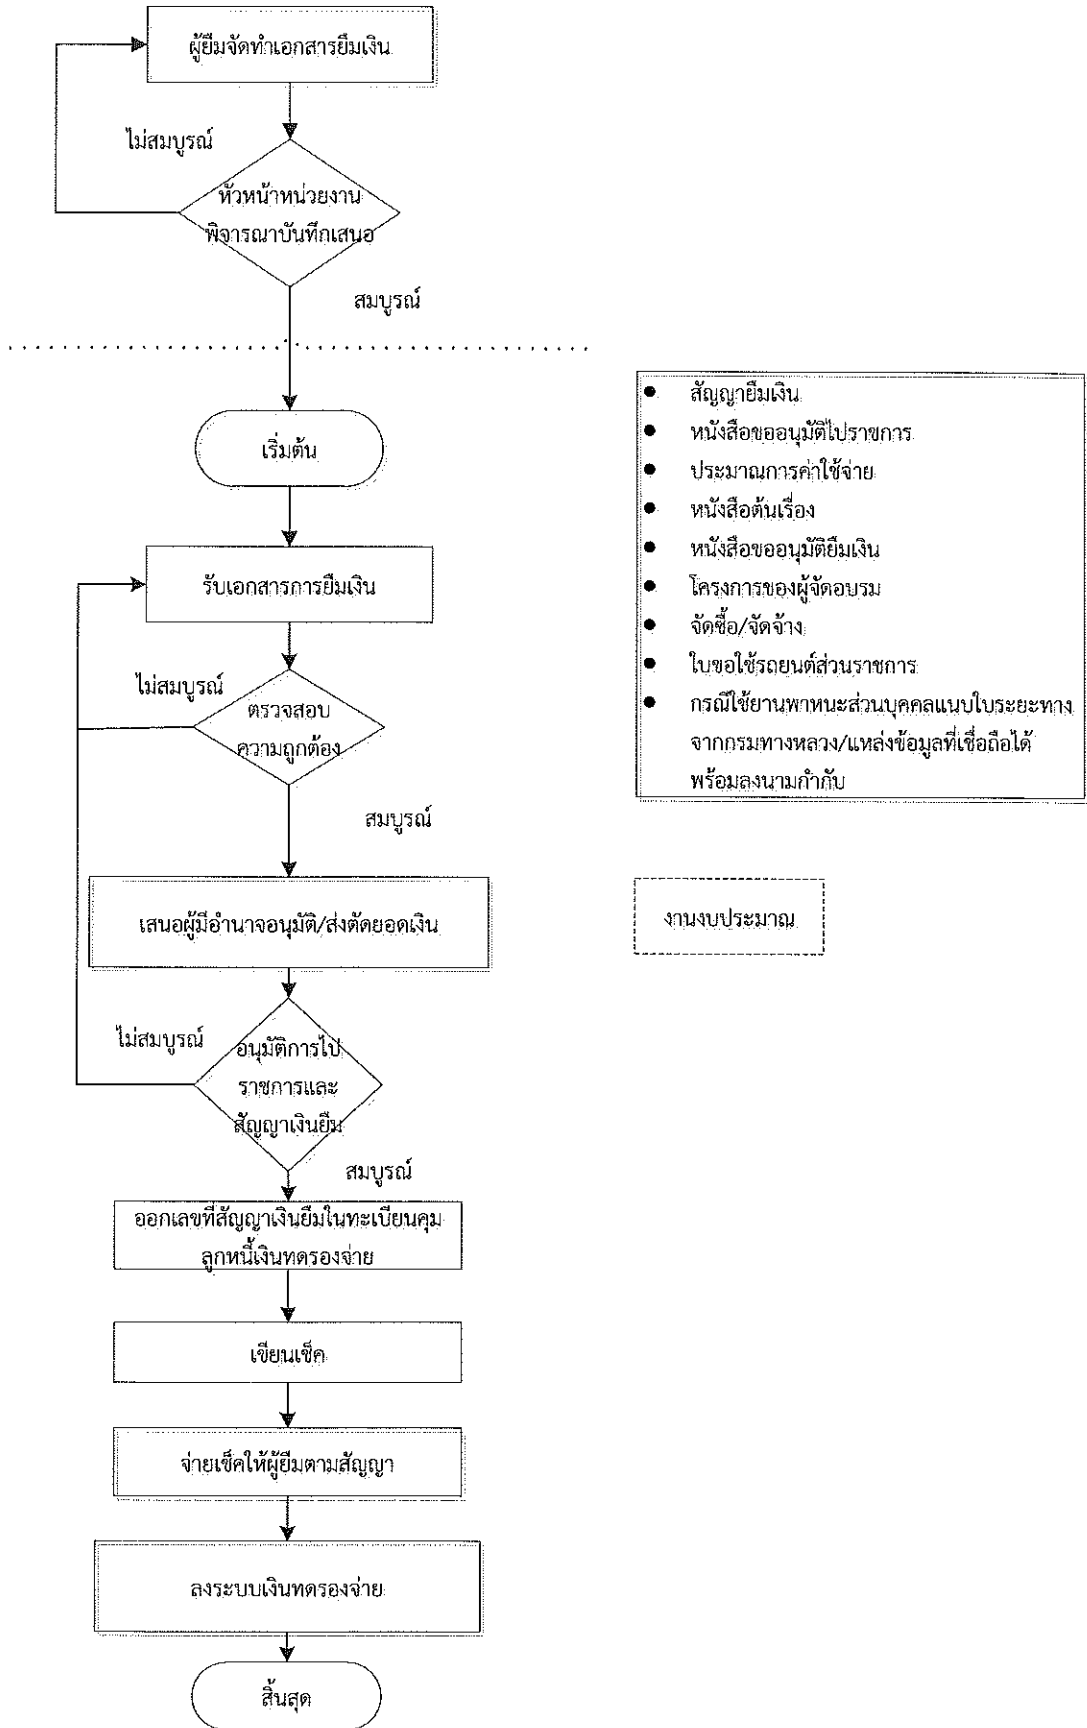 ผู้ยืมจัดทำเอกสารยืมเงิน
ไม่สมบูรณ์
หัวหน้าหน่วยงาน
พิจารณาบันทึกเสนอ
สมบูรณ์
เริ่มต้น
รับเอกสารการยืมเงิน
ไม่สมบูรณ์
ตรวจสอบ
ความถูกต้อง
สมบูรณ์
เสนอผู้มีอำนาจอนุมัติ/ส่งตัดยอดเงิน
ไม่สมบูรณ์
อนุมัติการไป
ราชการและ
สัญญาเงินยืม
สมบูรณ์
ออกเลขที่สัญญาเงินยืมในทะเบียนคุม
ลูกหนี้เงินทดรองจ่าย
เขียนเช็ค
จ่ายเช็คให้ผู้ยืมตามสัญญา
ลงระบบเงินทดรองจ่าย
สิ้นสุด
● สัญญายืมเงิน
● หนังสือขออนุมัติไปราชการ
● ประมาณการค่าใช้จ่าย
● หนังสือต้นเรื่อง
● หนังสือขออนุมัติยืมเงิน
● โครงการของผู้จัดอบรม
● จัดซื้อ/จัดจ้าง
● ใบขอใช้รถยนต์ส่วนราชการ
● กรณีใช้ยานพาหนะส่วนบุคคลแนบใบระยะทาง
จากกรมทางหลวง/แหล่งข้อมูลที่เชื่อถือได้
พร้อมลงนามกำกับ
งานงบประมาณ